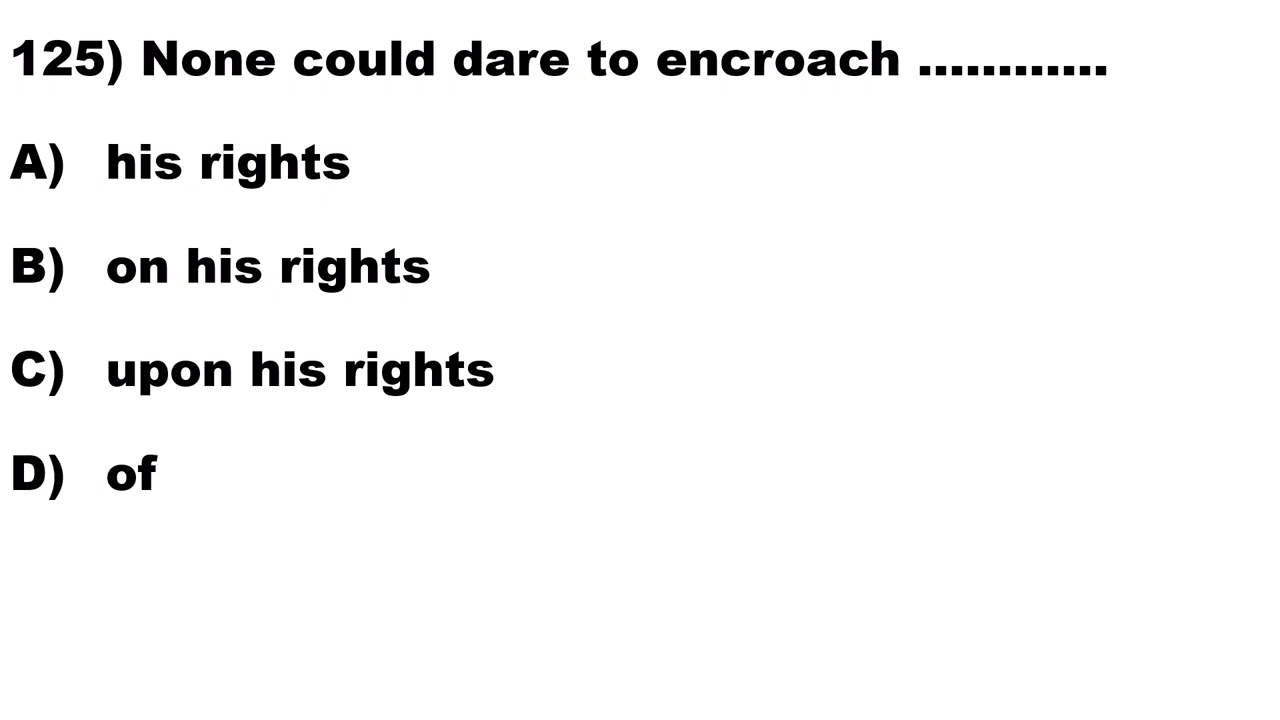 125) None could dare to encroach ............
A) his rights
B) on his rights
C) upon his rights
D) of